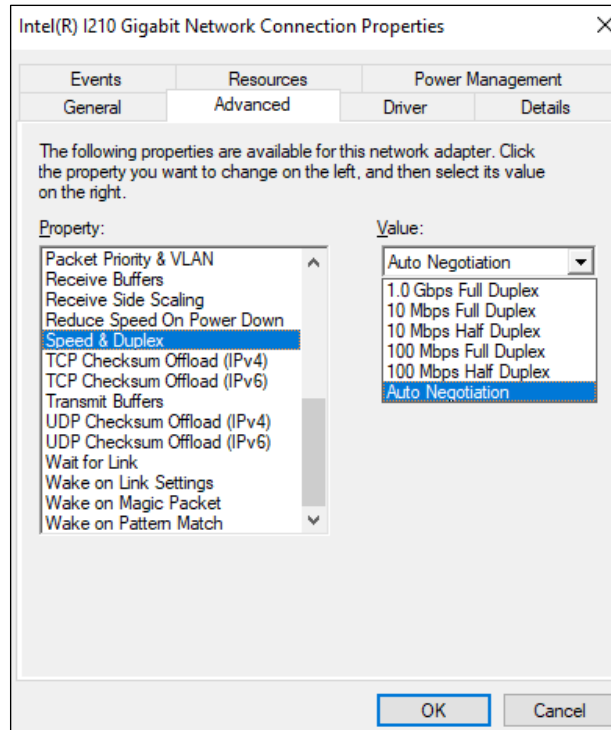 Intel(R) I210 Gigabit Network Connection Properties
Events Resources Power Management
General Advanced Driver Details
The following properties are available for this network adapter. Click
the property you want to change on the left, and then select its value
on the right.
Property:
Packet Priority & VLAN
Receive Buffers
Receive Side Scaling
Reduce Speed On Power Down
Speed & Duplex
TCP Checksum Offload (IPv4)
TCP Checksum Offload (IPv6)
Transmit Buffers
UDP Checksum Offload (IPv4)
UDP Checksum Offload (IPv6)
Wait for Link
Wake on Link Settings
Wake on Magic Packet
Wake on Pattern Match
Value:
Auto Negotiation
1.0 Gbps Full Duplex
10 Mbps Full Duplex
10 Mbps Half Duplex
100 Mbps Full Duplex
100 Mbps Half Duplex
Auto Negotiation
OK Cancel